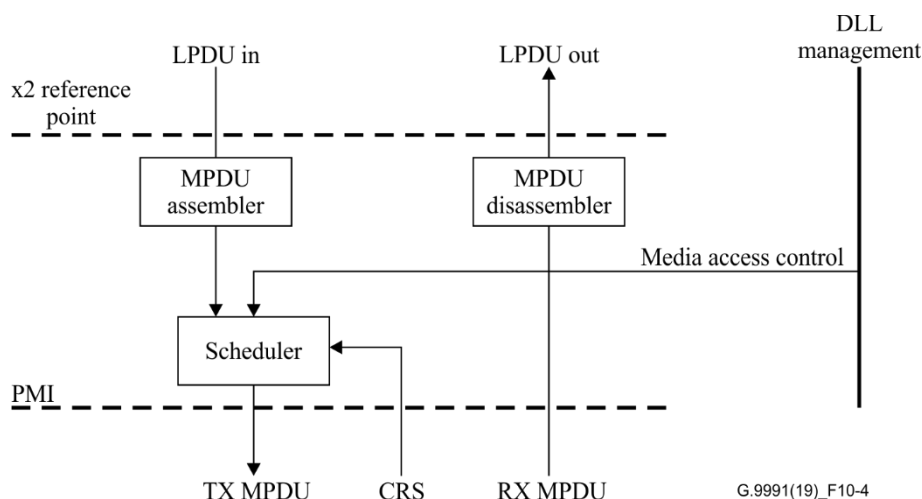 DLL
management
LPDU in
LPDU out
x2 reference
point
MPDU
assembler
MPDU
disassembler
Media access control
Scheduler
PMI
TX MPDU
CRS
RX MPDU
G.9991(19)_F10-4